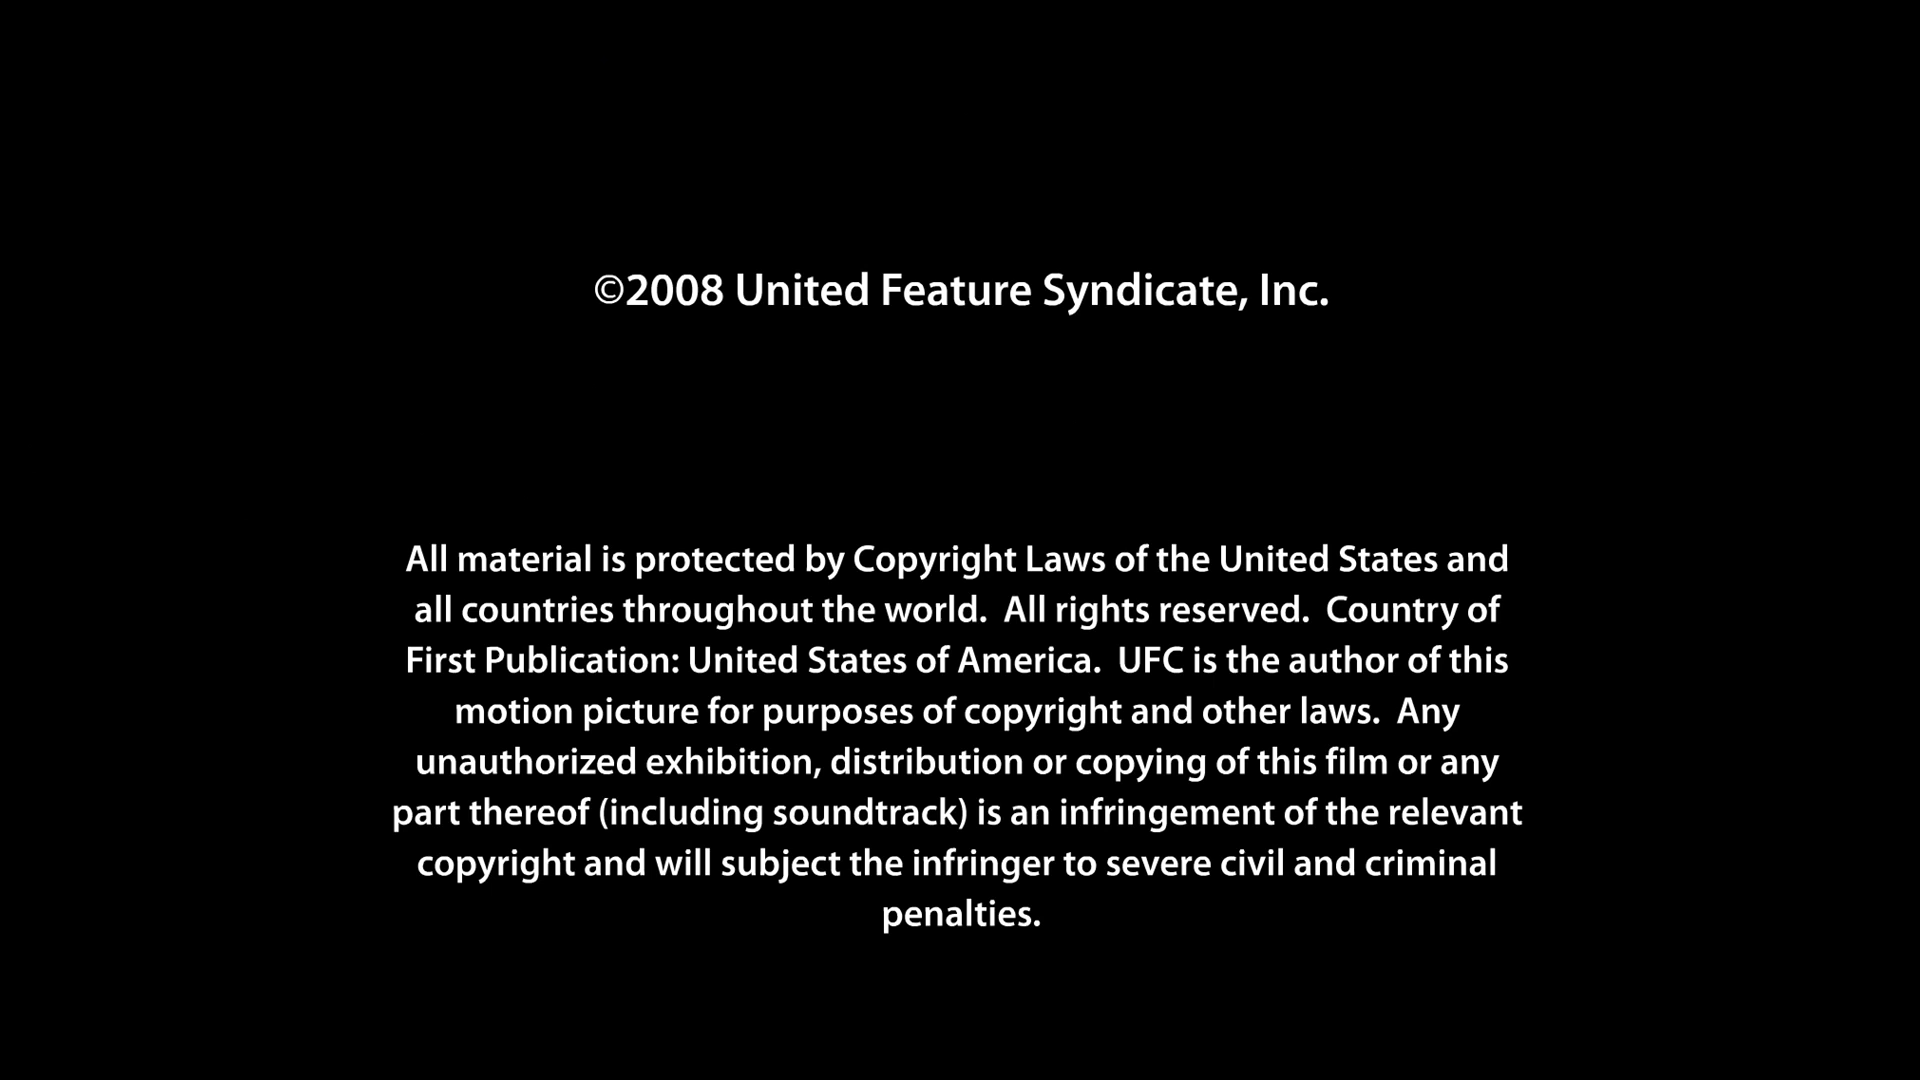 ©2008 United Feature Syndicate, Inc.
All material is protected by Copyright Laws of the United States and
all countries throughout the world.  All rights reserved.  Country of
First Publication: United States of America.  UFC is the author of this
motion picture for purposes of copyright and other laws.  Any
unauthorized exhibition, distribution or copying of this film or any
part thereof (including soundtrack) is an infringement of the relevant
copyright and will subject the infringer to severe civil and criminal
penalties.